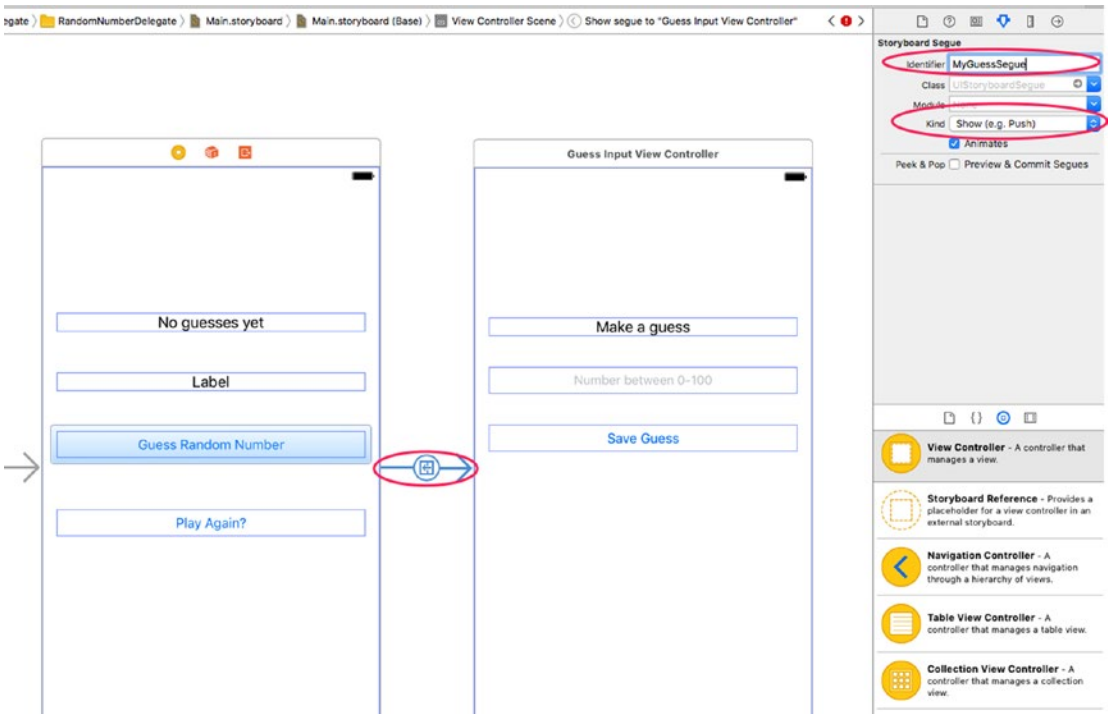 egate › RandomNumberDelegate › Main.storyboard › Main.storyboard (Base) › View Controller Scene › Show segue to "Guess Input View Controller"
Storyboard Segue
Identifier MyGuessSegue
Class UIStoryboardSegue
Module
Kind Show (e.g. Push)
Animates
Peek & Pop Preview & Commit Segues
Guess Input View Controller
No guesses yet
Label
Guess Random Number
Play Again?
Make a guess
Number between 0-100
Save Guess
View Controller - A controller that
manages a view.
Storyboard Reference - Provides a
placeholder for a view controller in an
external storyboard.
Navigation Controller - A
controller that manages navigation
through a hierarchy of views.
Table View Controller - A
controller that manages a table view.
Collection View Controller - A
controller that manages a collection
view.